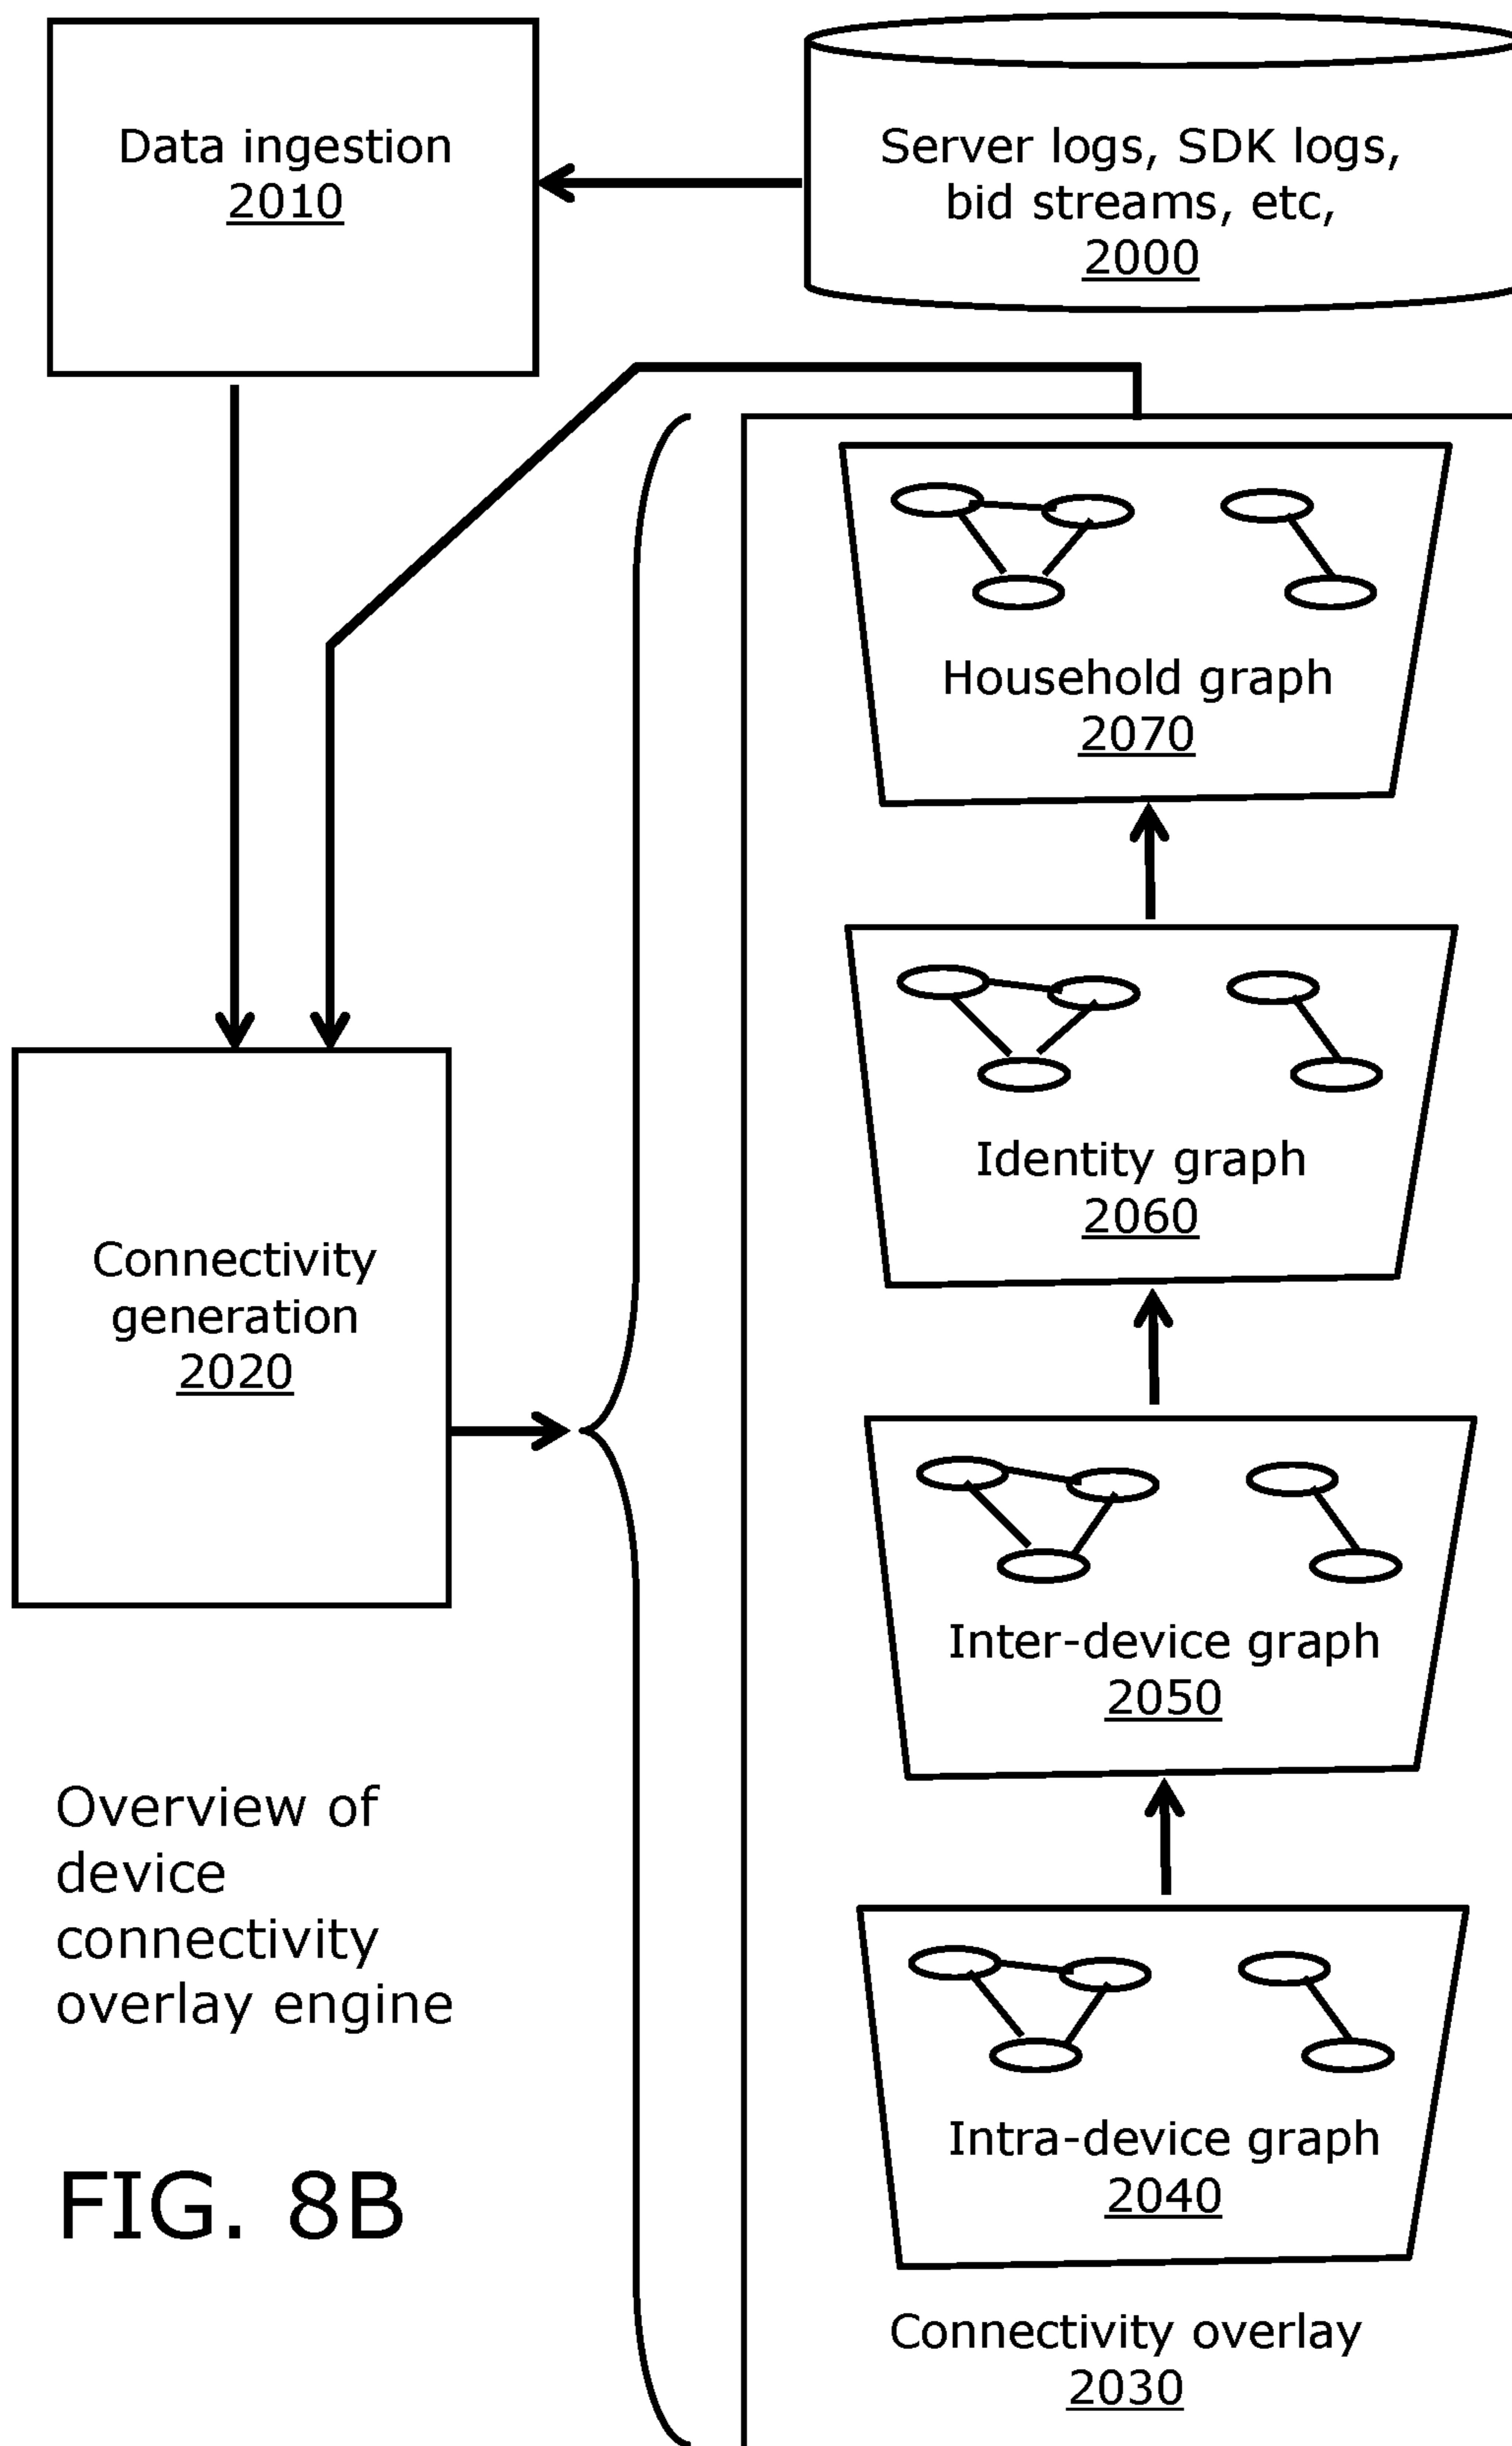 Data ingestion
2010
Server logs, SDK logs,
bid streams, etc,
2000
Household graph
2070
Identity graph
2060
Connectivity
generation
2020
Inter-device graph
2050
Overview of
device
connectivity
overlay engine
Intra-device graph
2040
FIG. 8B
Connectivity overlay
2030